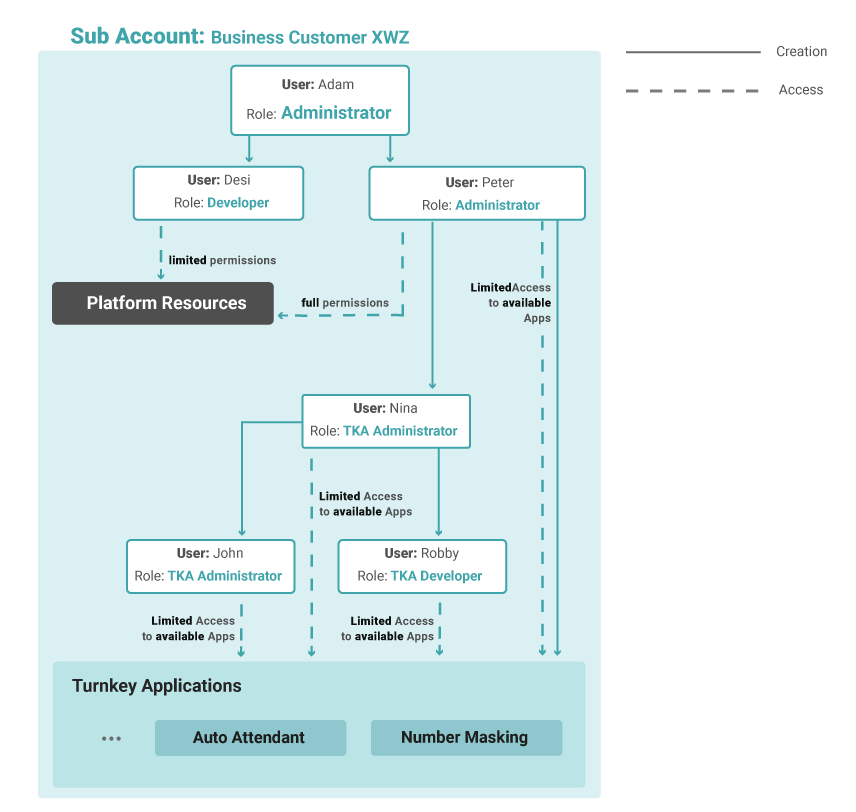 Sub Account: Business Customer XWZ
Creation
Access
User: Adam
Role: Administrator
User: Desi
Role: Developer
User: Peter
Role: Administrator
limited permissions
Platform Resources
full permissions
LimitedAccess
to available
Apps
User: Nina
Role: TKA Administrator
Limited Access
to available Apps
User: John
Role: TKA Administrator
User: Robby
Role: TKA Developer
Limited Access
to available Apps
Limited Access
to available Apps
Turnkey Applications
...
Auto Attendant
Number Masking